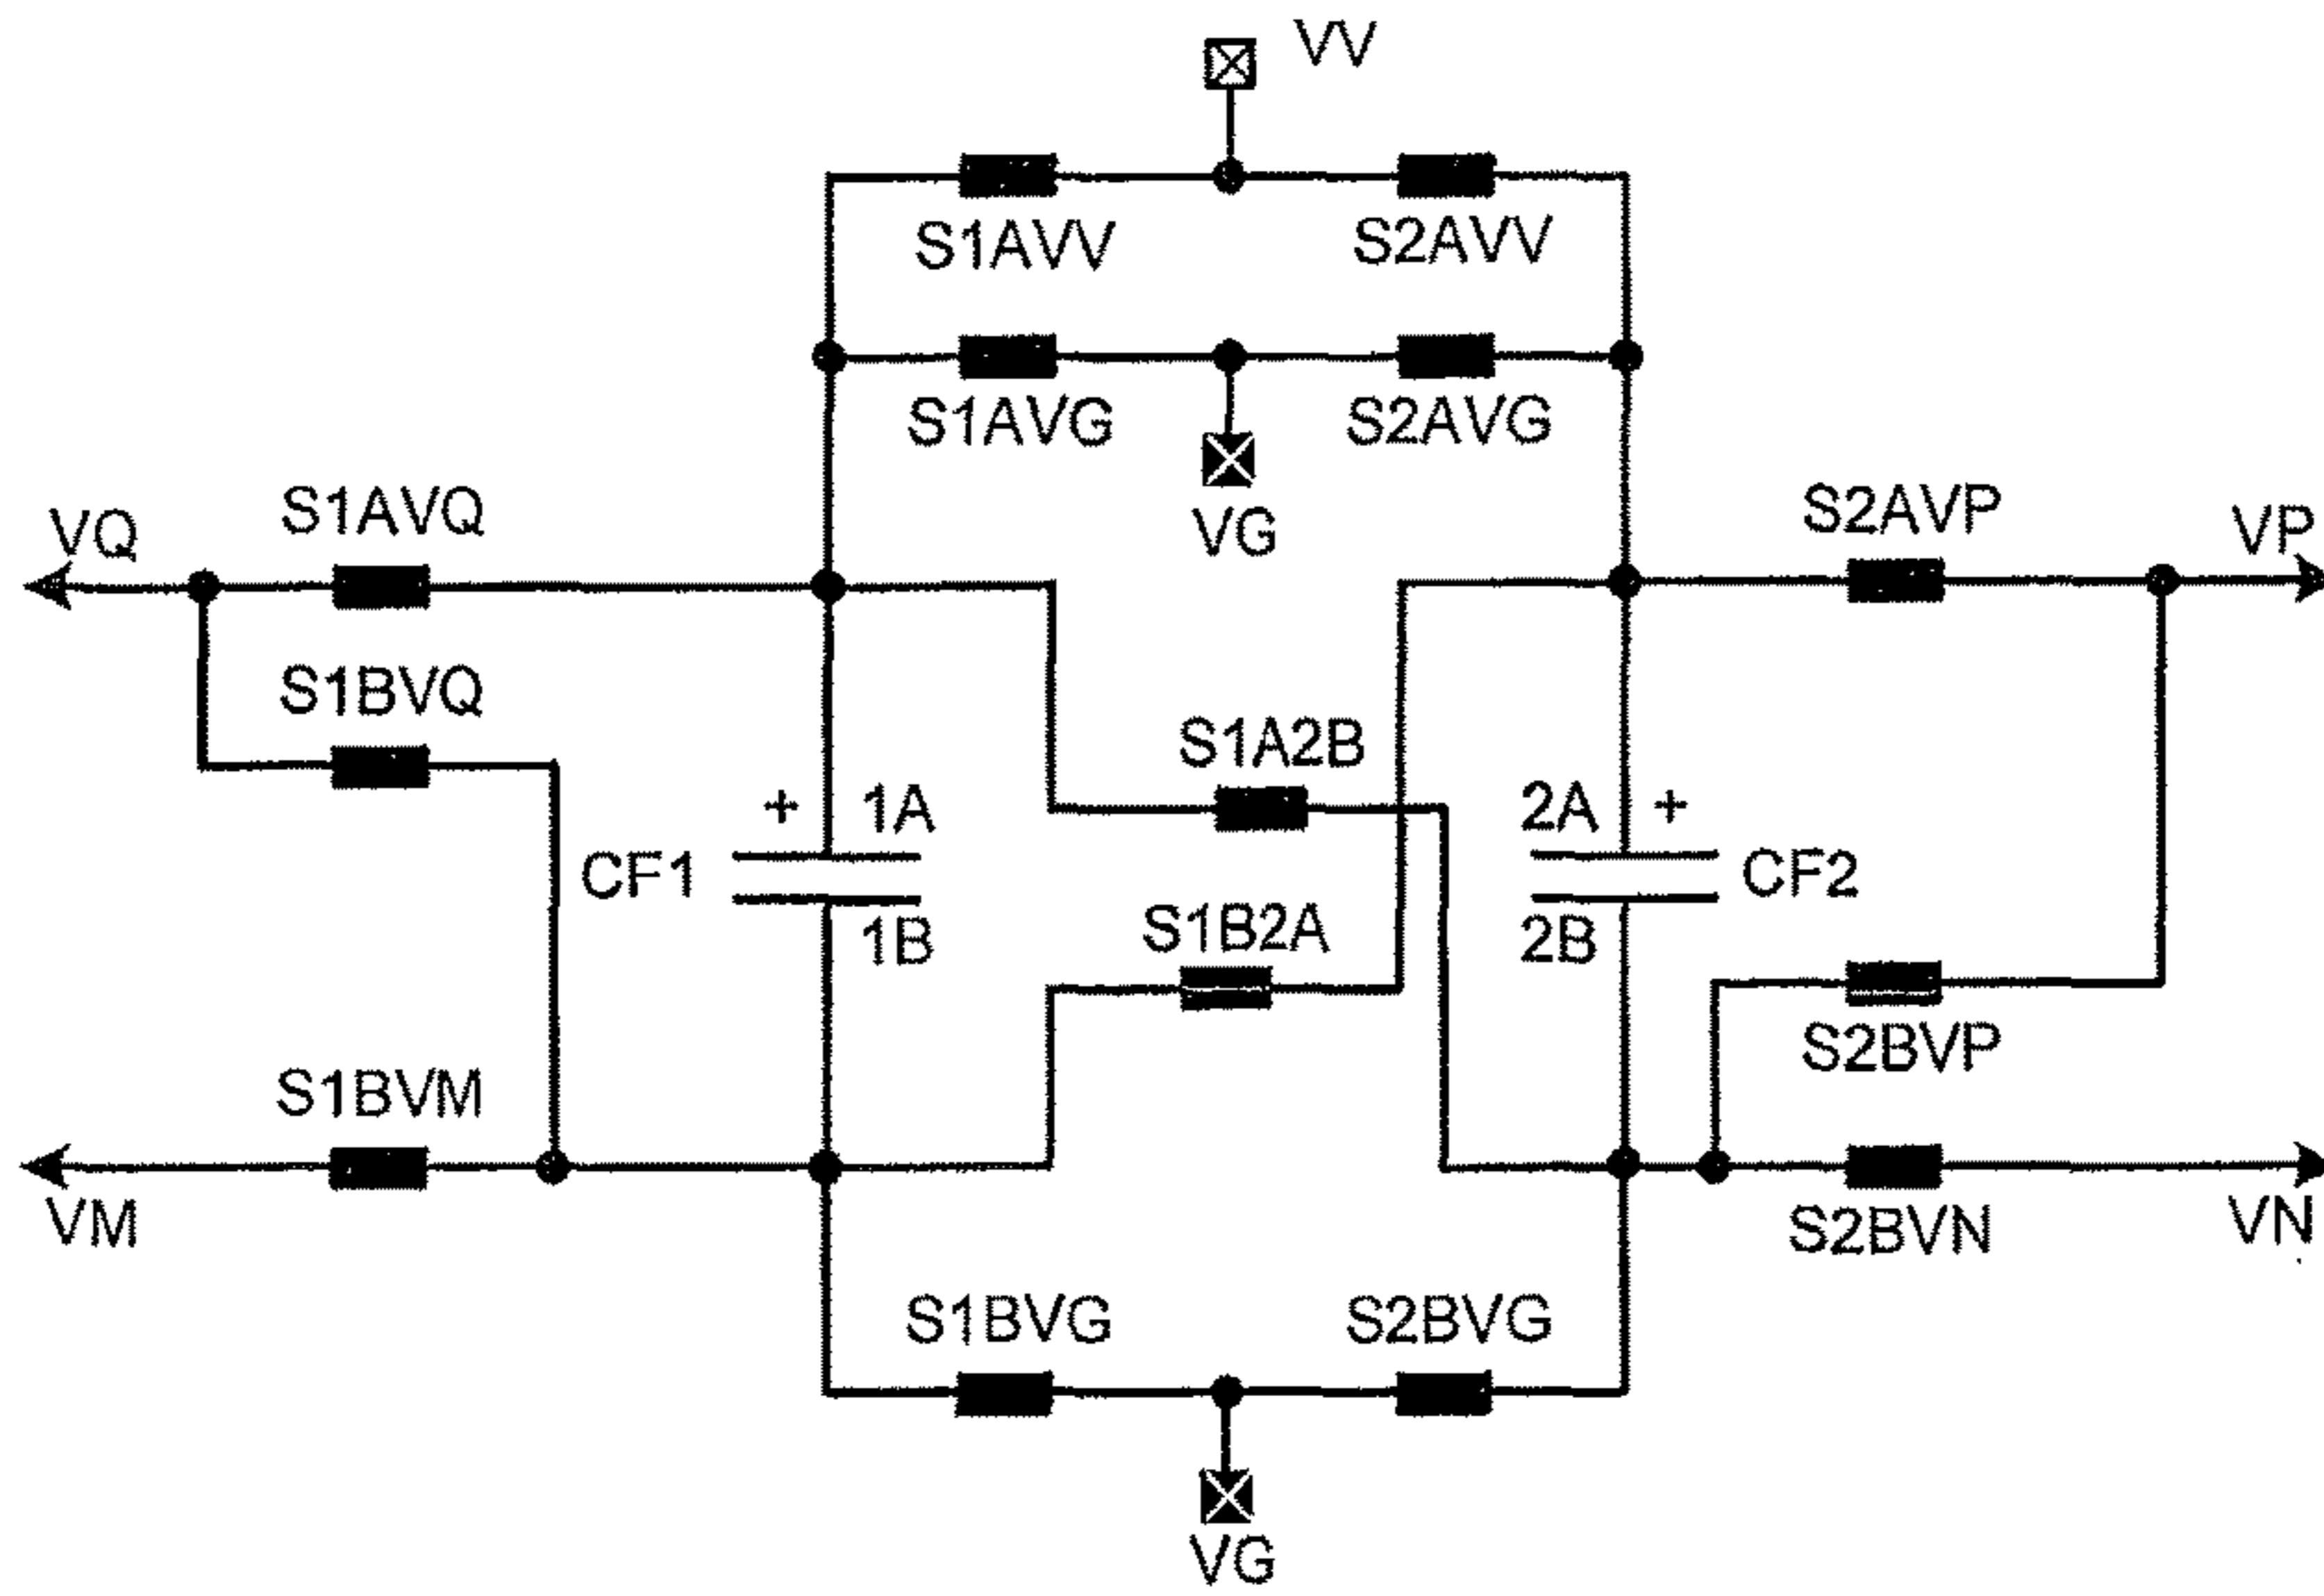 VV
S1AVV
S2AVV
S1AVG
S2AVG
VG
VQ
S1AVQ
S2AVP
VP
S1BVQ
S1A2B
+
1A
2A
+
CF1
CF2
1B
S1B2A
2B
S2BVP
S1BVM
VM
S2BVN
VN
S1BVG
S2BVG
VG